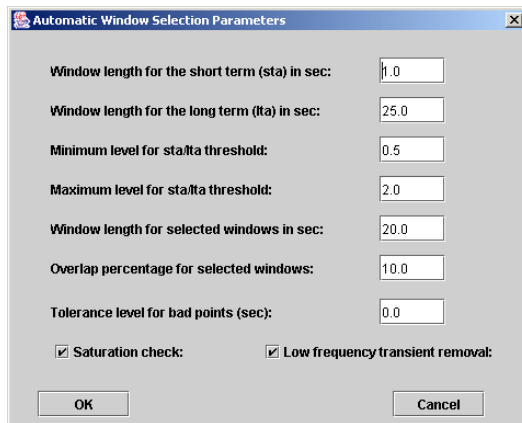 Automatic Window Selection Parameters
Window length for the short term (sta) in sec: 1.0
Window length for the long term (lta) in sec: 25.0
Minimum level for sta/lta threshold: 0.5
Maximum level for sta/lta threshold: 2.0
Window length for selected windows in sec: 20.0
Overlap percentage for selected windows: 10.0
Tolerance level for bad points (sec): 0.0
Saturation check: Low frequency transient removal:
OK Cancel